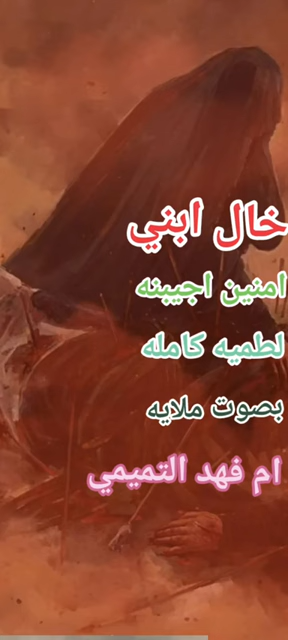 خال ابني
امنين اجيبنه
لطميه كامله
بصوت ملايه
ام فهد التميمي